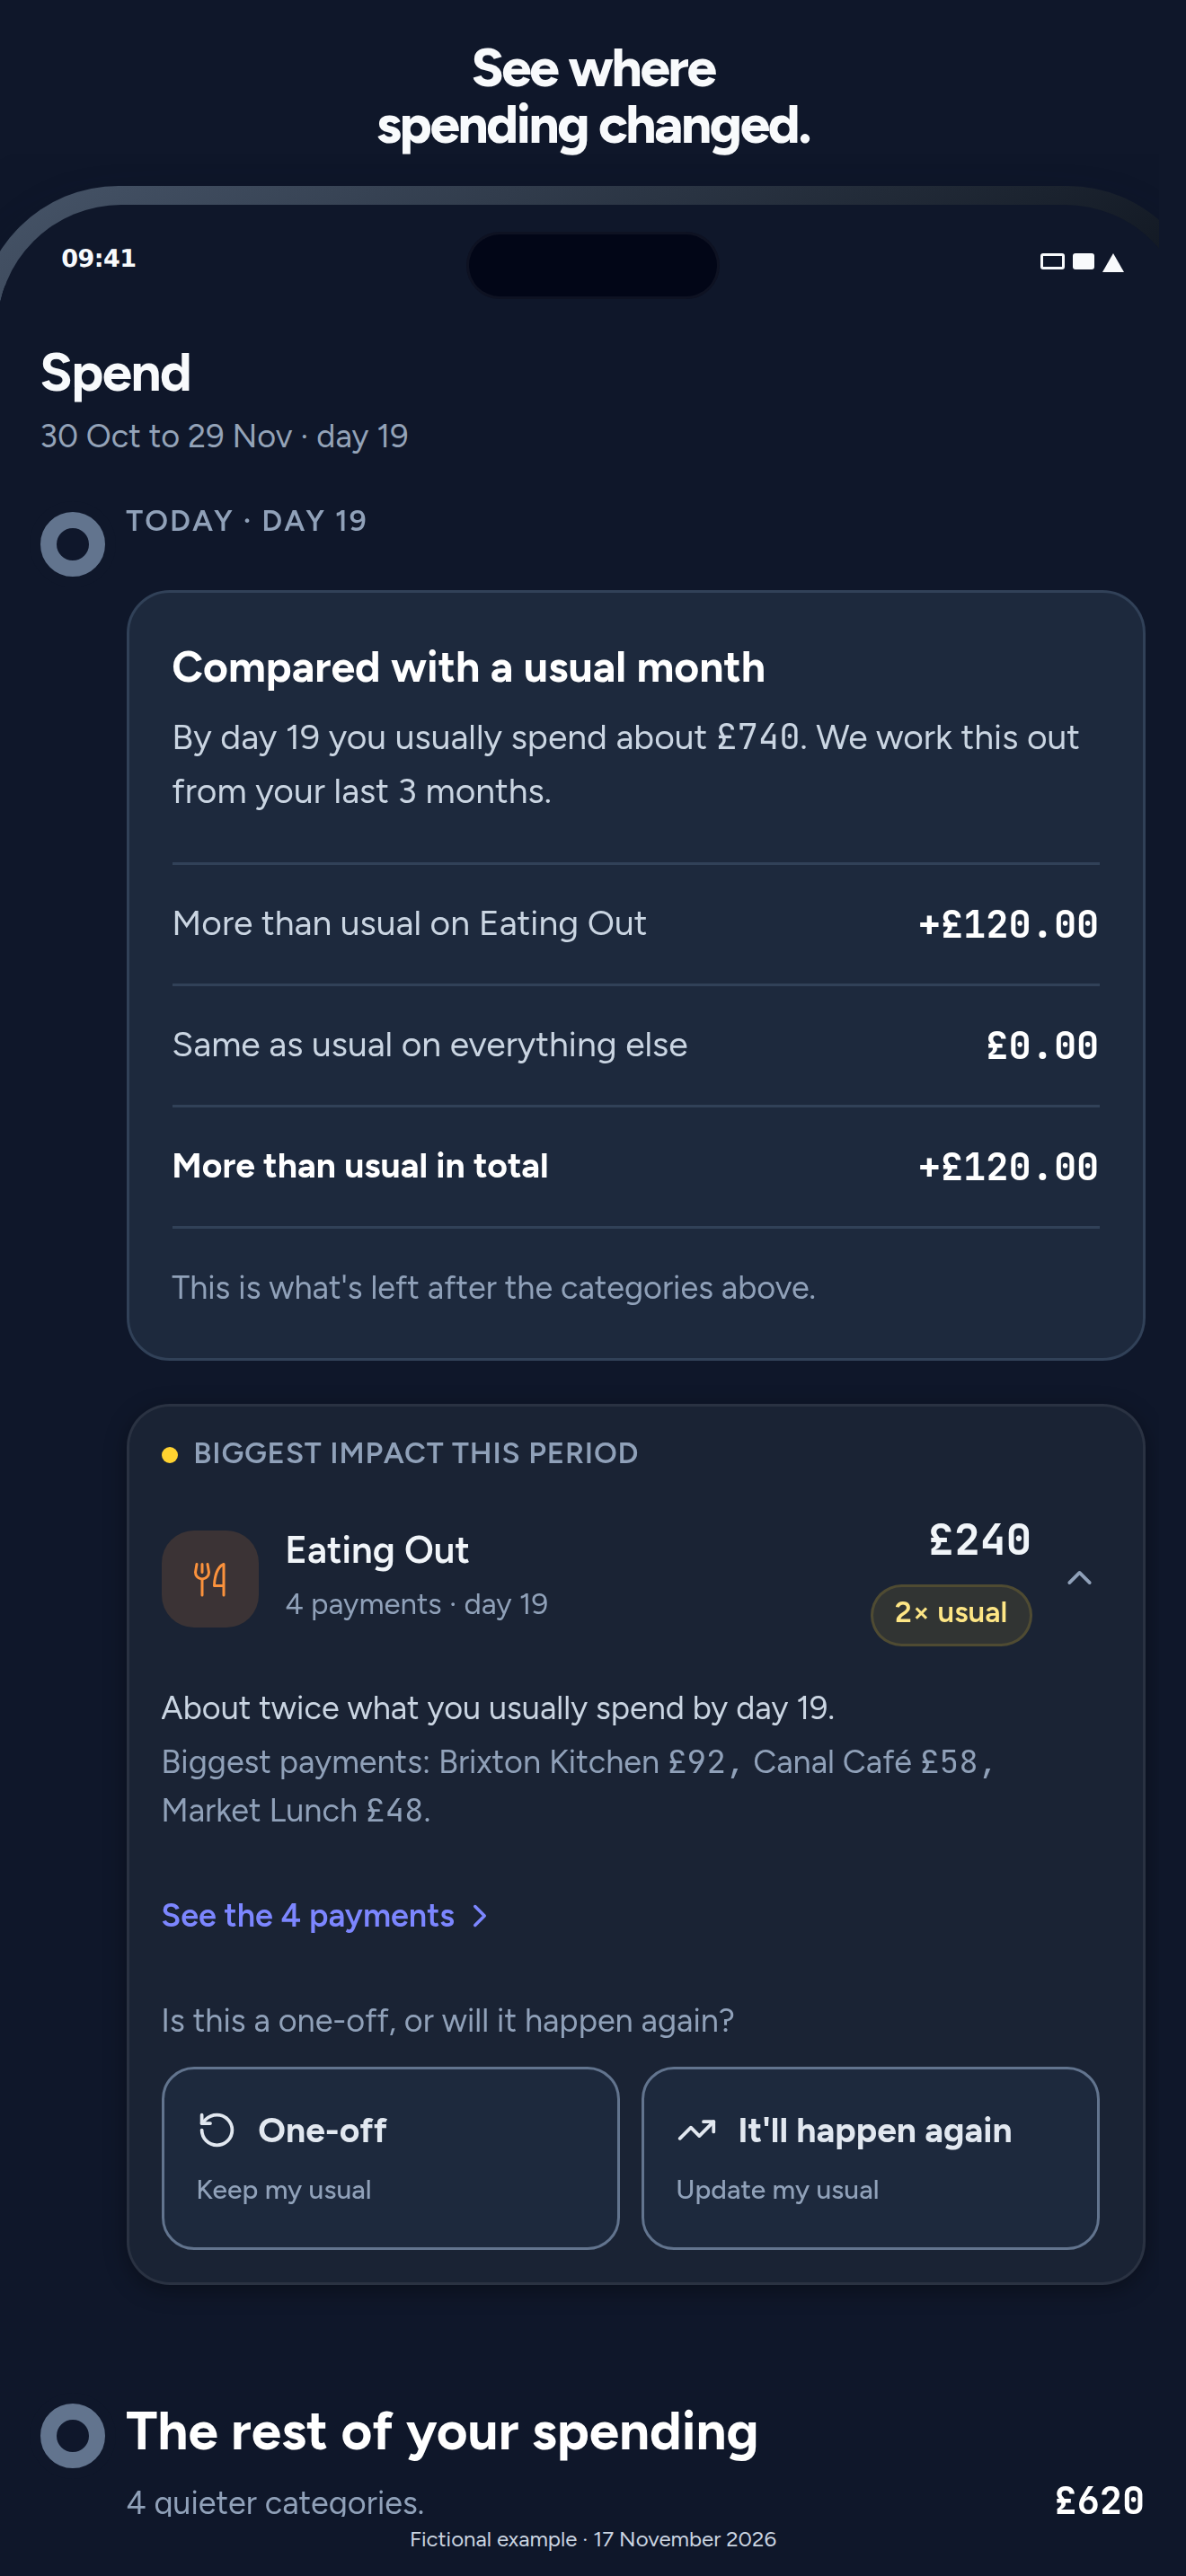 See where
spending changed.
09:41
Spend
30 Oct to 29 Nov · day 19
TODAY · DAY 19
Compared with a usual month
By day 19 you usually spend about £740. We work this out
from your last 3 months.
More than usual on Eating Out +£120.00
Same as usual on everything else £0.00
More than usual in total +£120.00
This is what's left after the categories above.
BIGGEST IMPACT THIS PERIOD
Eating Out £240
4 payments · day 19 2× usual
About twice what you usually spend by day 19.
Biggest payments: Brixton Kitchen £92, Canal Café £58,
Market Lunch £48.
See the 4 payments
Is this a one-off, or will it happen again?
One-off It'll happen again
Keep my usual Update my usual
The rest of your spending
4 quieter categories. £620
Fictional example · 17 November 2026